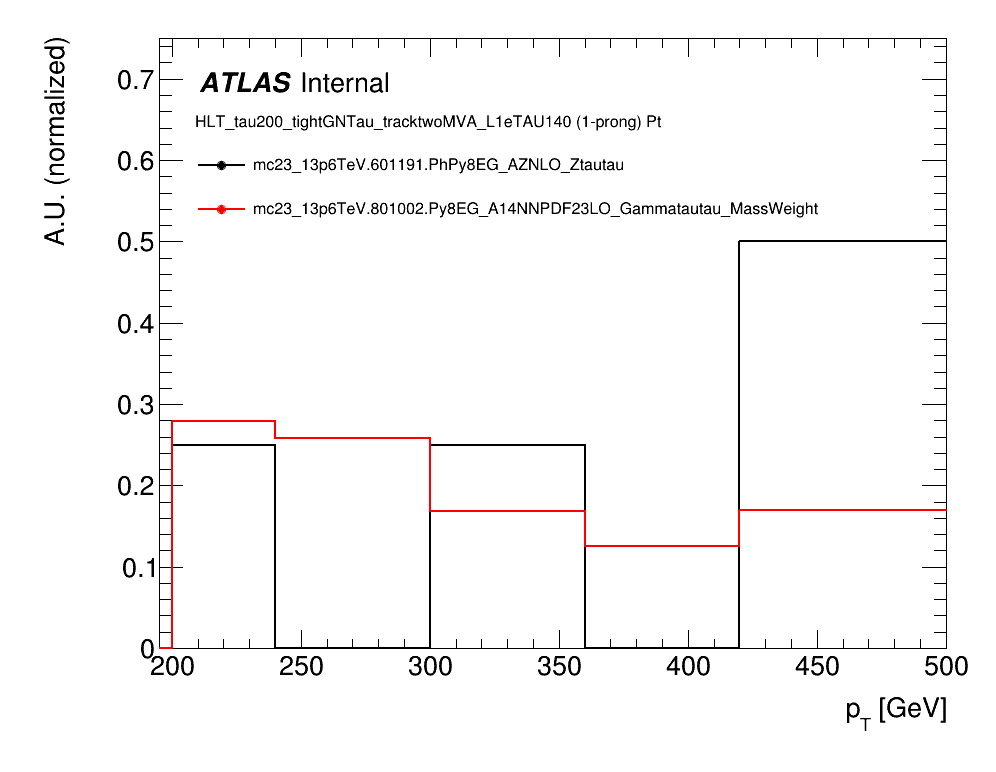 A.U. (normalized)
0.7
0.6
0.5
0.4
0.3
0.2
0.1
0
ATLAS Internal
HLT_tau200_tightGNTau_tracktwoMVA_L1eTAU140 (1-prong) Pt
mc23_13p6TeV.601191.PhPy8EG_AZNLO_Ztautau
mc23_13p6TeV.801002.Py8EG_A14NNPDF23LO_Gammatautau_MassWeight
200 250 300 350 400 450 500
p_T [GeV]